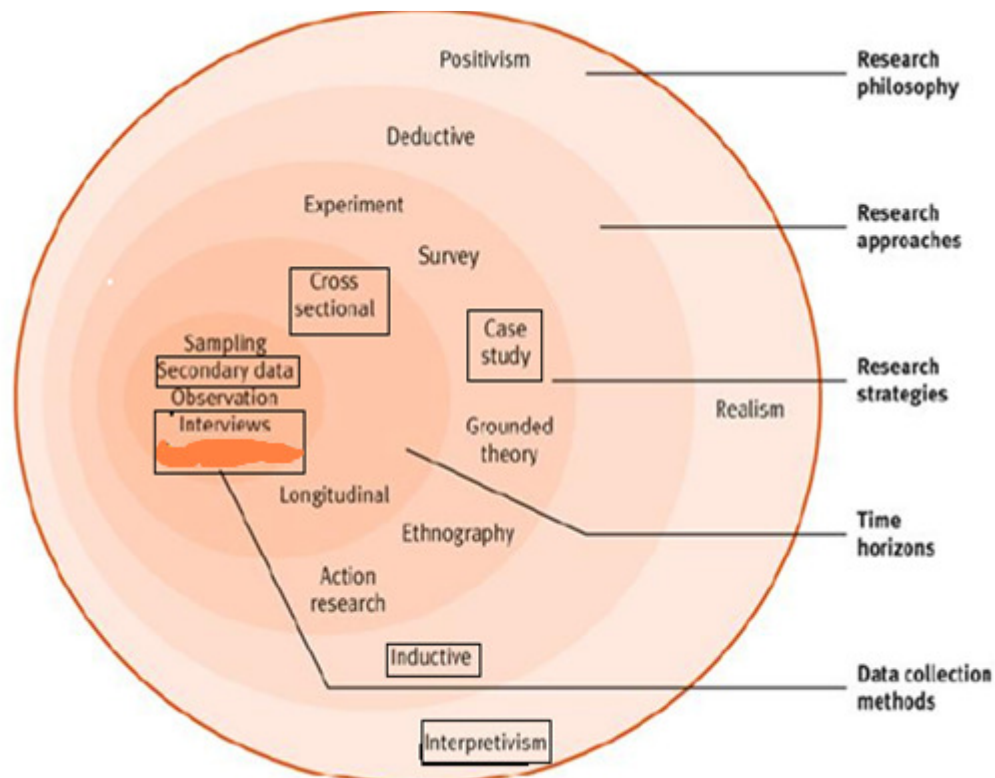 Positivism
Research
philosophy
Deductive
Experiment
Research
approaches
Survey
Cross
sectional
Case
study
Sampling
Secondary data
Observation
Interviews
Research
strategies
Realism
Grounded
theory
Longitudinal
Ethnography
Time
horizons
Action
research
Inductive
Data collection
methods
Interpretivism